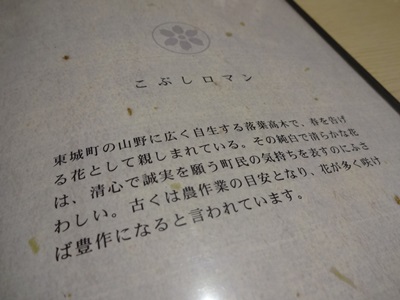 こぶしロマン
東城町の山野に広く自生する落葉高木で、春を告げ
る花として親しまれている。その純白で清らかな花
は、清心で誠実を願う町民の気持ちを表すのにふさ
わしい。古くは農作業の目安となり、花が多く咲け
ば豊作になると言われています。